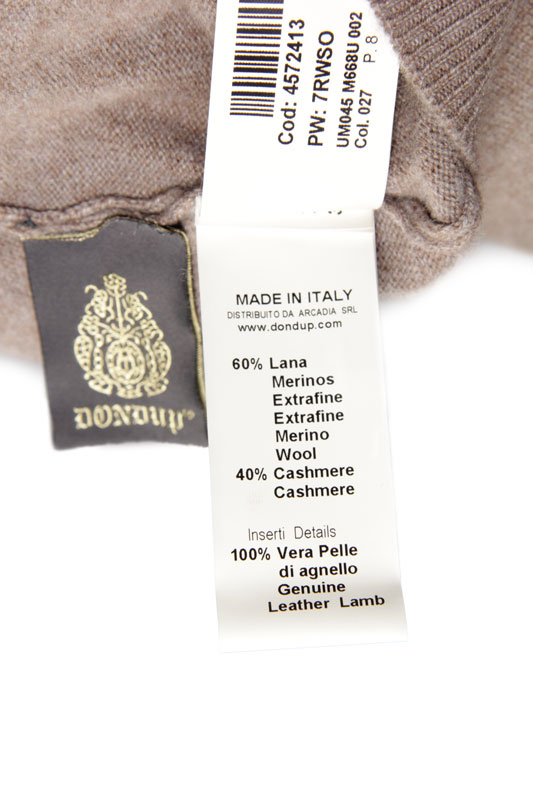 Cod: 4572413
PW: 7RWSO
UM045 M668U 002
Col. 027 P. 8
MADE IN ITALY
DISTRIBUITO DA ARCADIA SRL
www.dondup.com
60% Lana
Merinos
Extrafine
Extrafine
Merino
Wool
40% Cashmere
Cashmere
Inserti Details
100% Vera Pelle
di agnello
Genuine
Leather Lamb
DONDUP